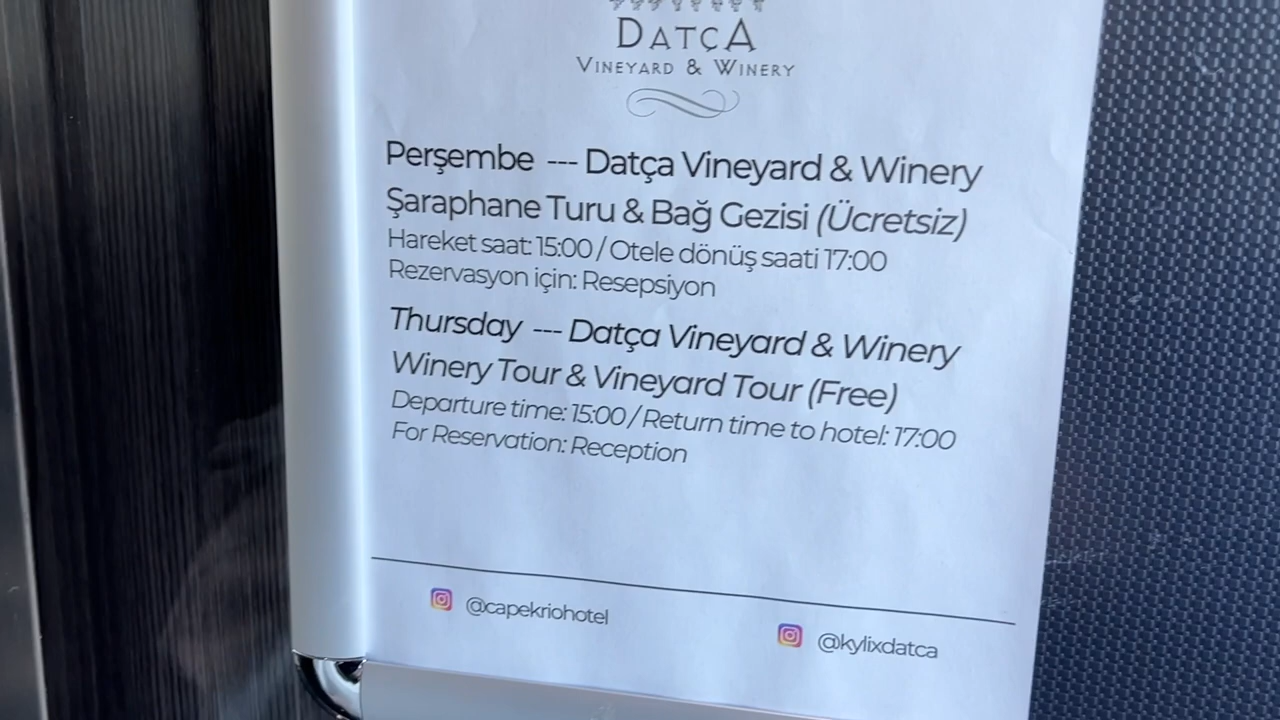 DATÇA
VINEYARD & WINERY
Perşembe --- Datça Vineyard & Winery
Şaraphane Turu & Bağ Gezisi (Ücretsiz)
Hareket saat: 15:00 / Otele dönüş saati 17:00
Rezervasyon için: Resepsiyon
Thursday --- Datça Vineyard & Winery
Winery Tour & Vineyard Tour (Free)
Departure time: 15:00 / Return time to hotel: 17:00
For Reservation: Reception
@capekriohotel
@kylixdatca